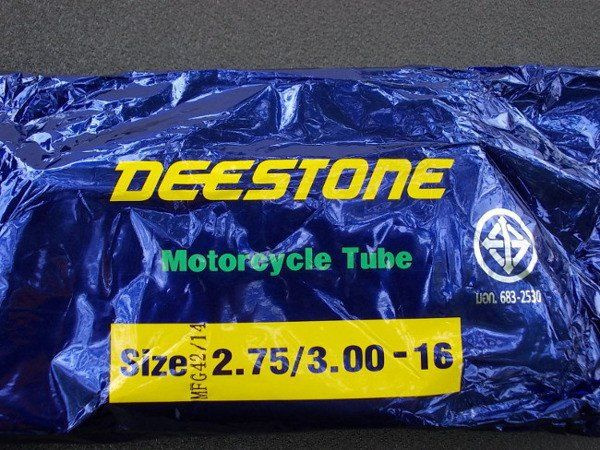 DEESTONE
Motorcycle Tube
มอก. 683-2530
Size 2.75/3.00-16
MFG42/14